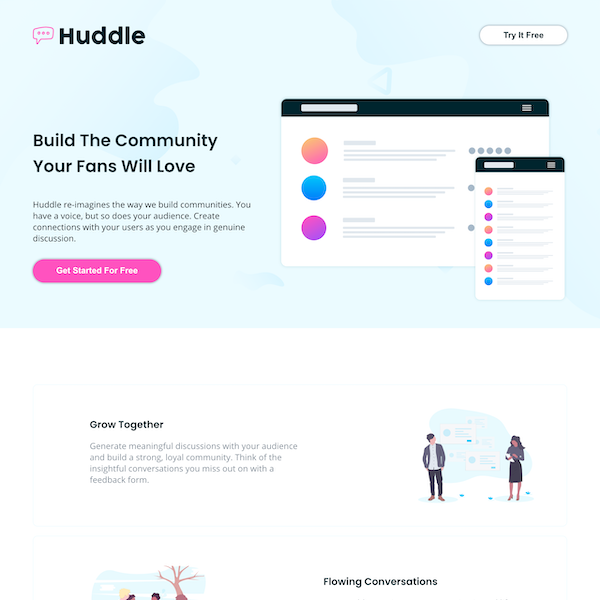 Huddle
Try It Free
Build The Community
Your Fans Will Love
Huddle re-imagines the way we build communities. You
have a voice, but so does your audience. Create
connections with your users as you engage in genuine
discussion.
Get Started For Free
Grow Together
Generate meaningful discussions with your audience
and build a strong, loyal community. Think of the
insightful conversations you miss out on with a
feedback form.
Flowing Conversations